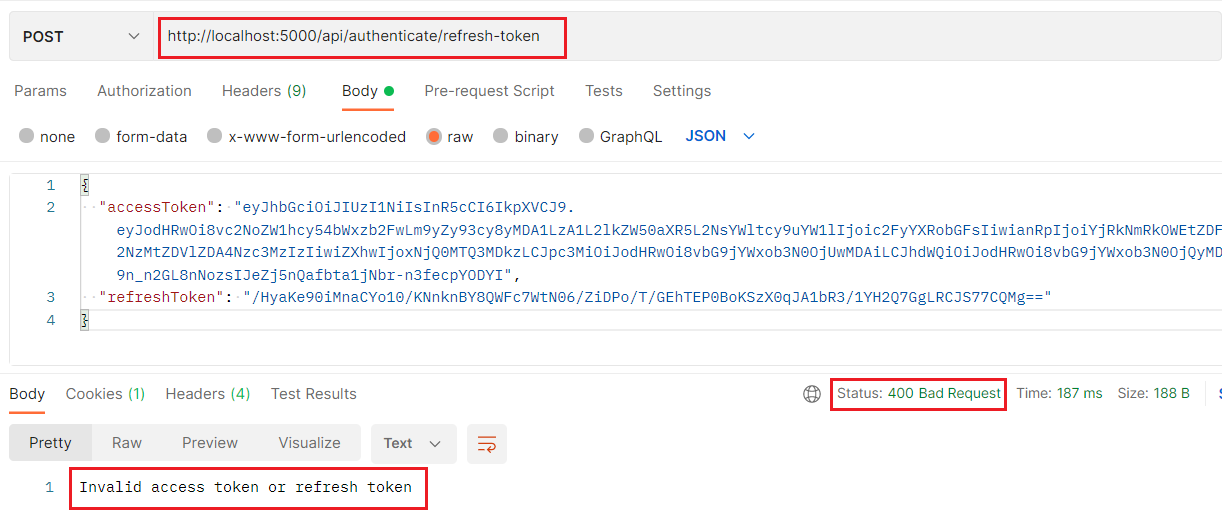 POST http://localhost:5000/api/authenticate/refresh-token
Params Authorization Headers (9) Body Pre-request Script Tests Settings
none form-data x-www-form-urlencoded raw binary GraphQL JSON
1 {
2 "accessToken": "eyJhbGciOiJIUzI1NiIsInR5cCI6IkpXVCJ9.
eyJodHRwOi8vc2NoZW1hcy54bWxzb2FwLm9yZy93cy8yMDA1LzA1L2lkZW50aXR5L2NsYWltcy9uYW1lIjoic2FyYXRobGFsIiwianRpIjoiYjRkNmRkOWEtZDF
2NzMtZDVlZDA4Nzc3MzIzIiwiZXhwIjoxNjQ0MTQ3MDkzLCJpc3MiOiJodHRwOi8vbG9jYWxob3N0OjUwMDAiLCJhdWQiOiJodHRwOi8vbG9jYWxob3N0OjQyMD
9n_n2GL8nNozsIJeZj5nQafbta1jNbr-n3fecpYODYI",
3 "refreshToken": "/HyaKe90iMnaCYo10/KNnknBY8QWFc7WtN06/ZiDPo/T/GEhTEP0BoKSzX0qJA1bR3/1YH2Q7GgLRCJS77CQMg=="
4 }
Body Cookies (1) Headers (4) Test Results Status: 400 Bad Request Time: 187 ms Size: 188 B
Pretty Raw Preview Visualize Text
1 Invalid access token or refresh token